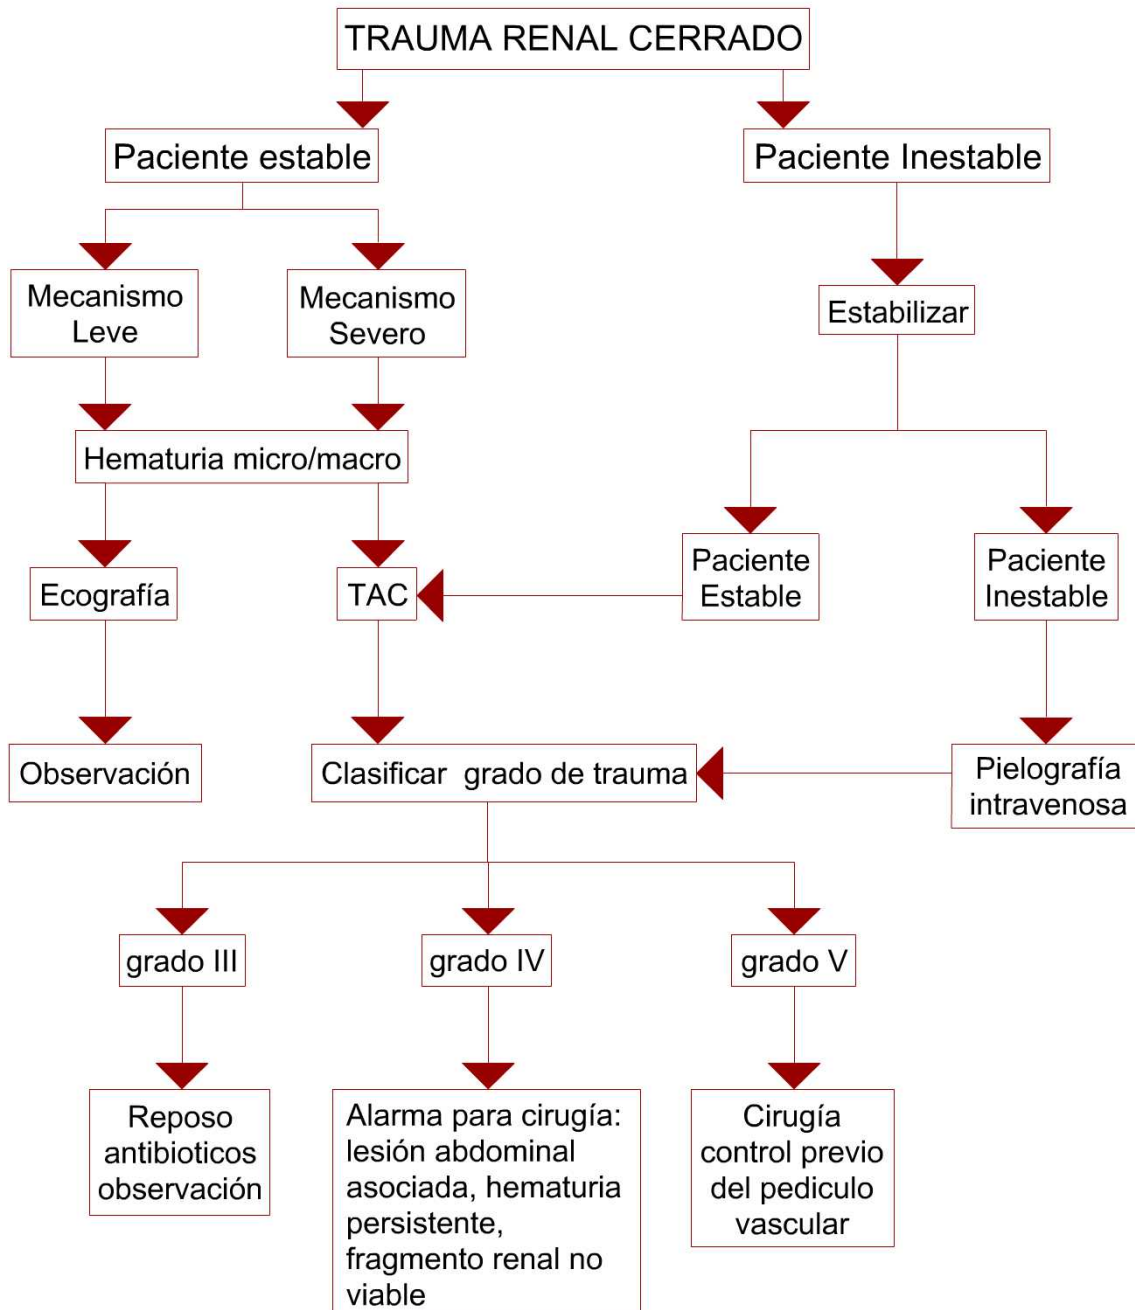 TRAUMA RENAL CERRADO
Paciente estable
Paciente Inestable
Mecanismo
Leve
Mecanismo
Severo
Estabilizar
Hematuria micro/macro
Ecografía
TAC
Paciente
Estable
Paciente
Inestable
Observación
Clasificar grado de trauma
Pielografía
intravenosa
grado III
grado IV
grado V
Reposo
antibioticos
observación
Alarma para cirugía:
lesión abdominal
asociada, hematuria
persistente,
fragmento renal no
viable
Cirugía
control previo
del pediculo
vascular